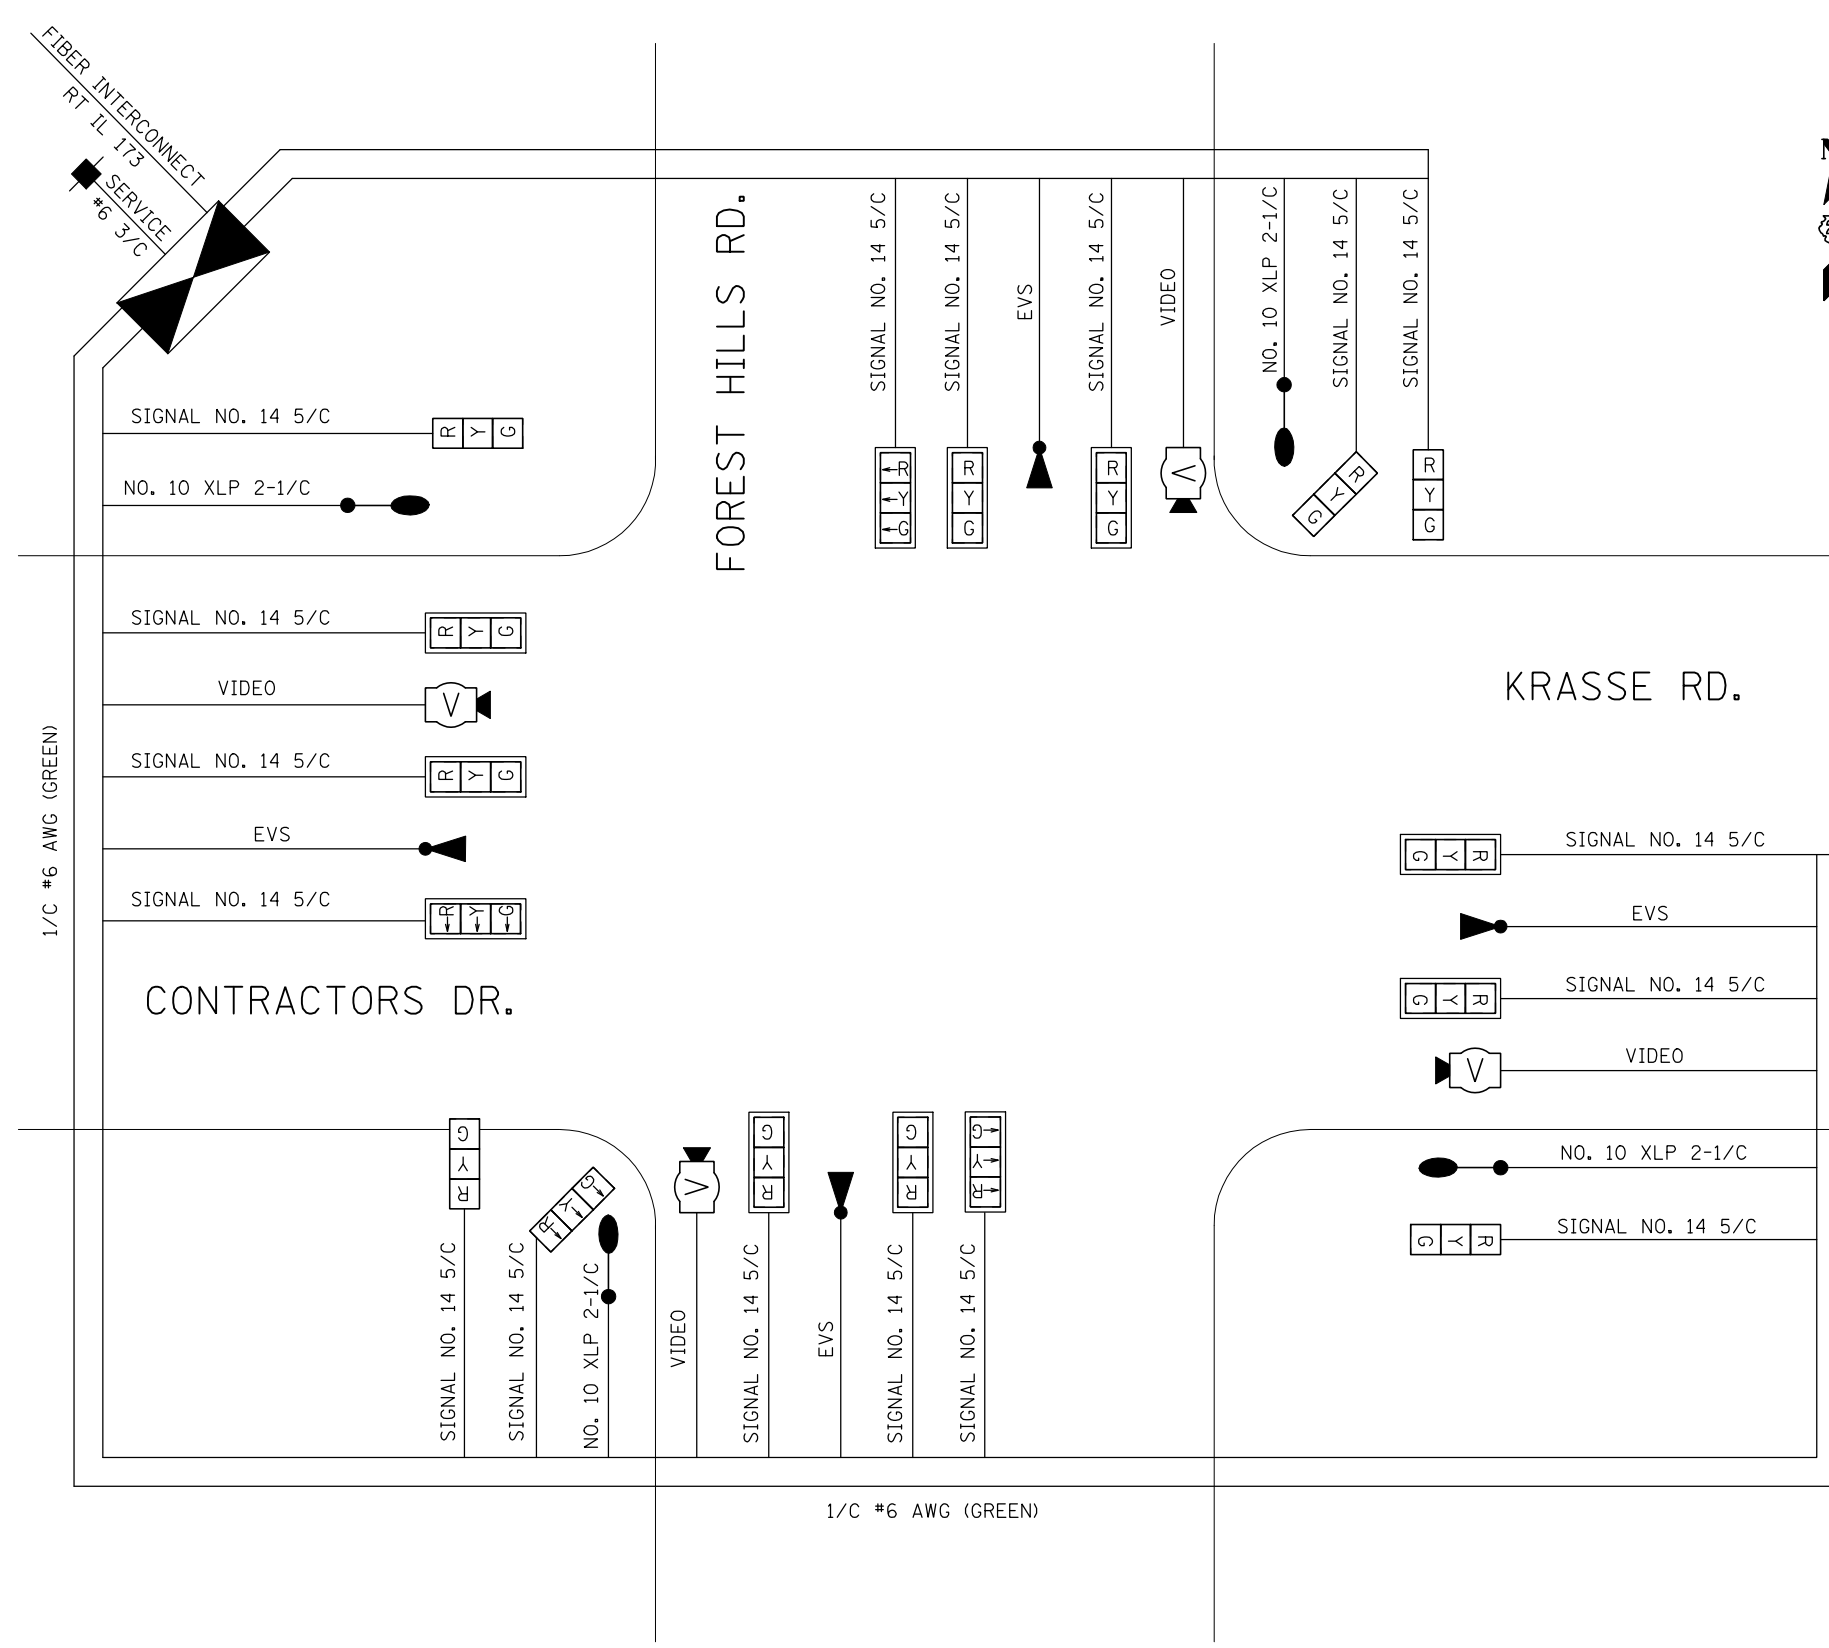 FIBER INTERCONNECT
RT IL 173
SERVICE
#6 3/C
FOREST HILLS RD.
SIGNAL NO. 14 5/C
SIGNAL NO. 14 5/C
EVS
SIGNAL NO. 14 5/C
VIDEO
NO. 10 XLP 2-1/C
SIGNAL NO. 14 5/C
SIGNAL NO. 14 5/C
R Y G
R Y G
R Y G
V
R Y G
R Y G
SIGNAL NO. 14 5/C
R Y G
NO. 10 XLP 2-1/C
SIGNAL NO. 14 5/C
R Y G
VIDEO
V
SIGNAL NO. 14 5/C
R Y G
EVS
SIGNAL NO. 14 5/C
R Y G
1/C #6 AWG (GREEN)
CONTRACTORS DR.
KRASSE RD.
G Y R
SIGNAL NO. 14 5/C
EVS
G Y R
SIGNAL NO. 14 5/C
V
VIDEO
NO. 10 XLP 2-1/C
G Y R
SIGNAL NO. 14 5/C
G Y R
G Y R
V
G Y R
G Y R
G Y R
SIGNAL NO. 14 5/C
SIGNAL NO. 14 5/C
NO. 10 XLP 2-1/C
VIDEO
SIGNAL NO. 14 5/C
EVS
SIGNAL NO. 14 5/C
SIGNAL NO. 14 5/C
1/C #6 AWG (GREEN)